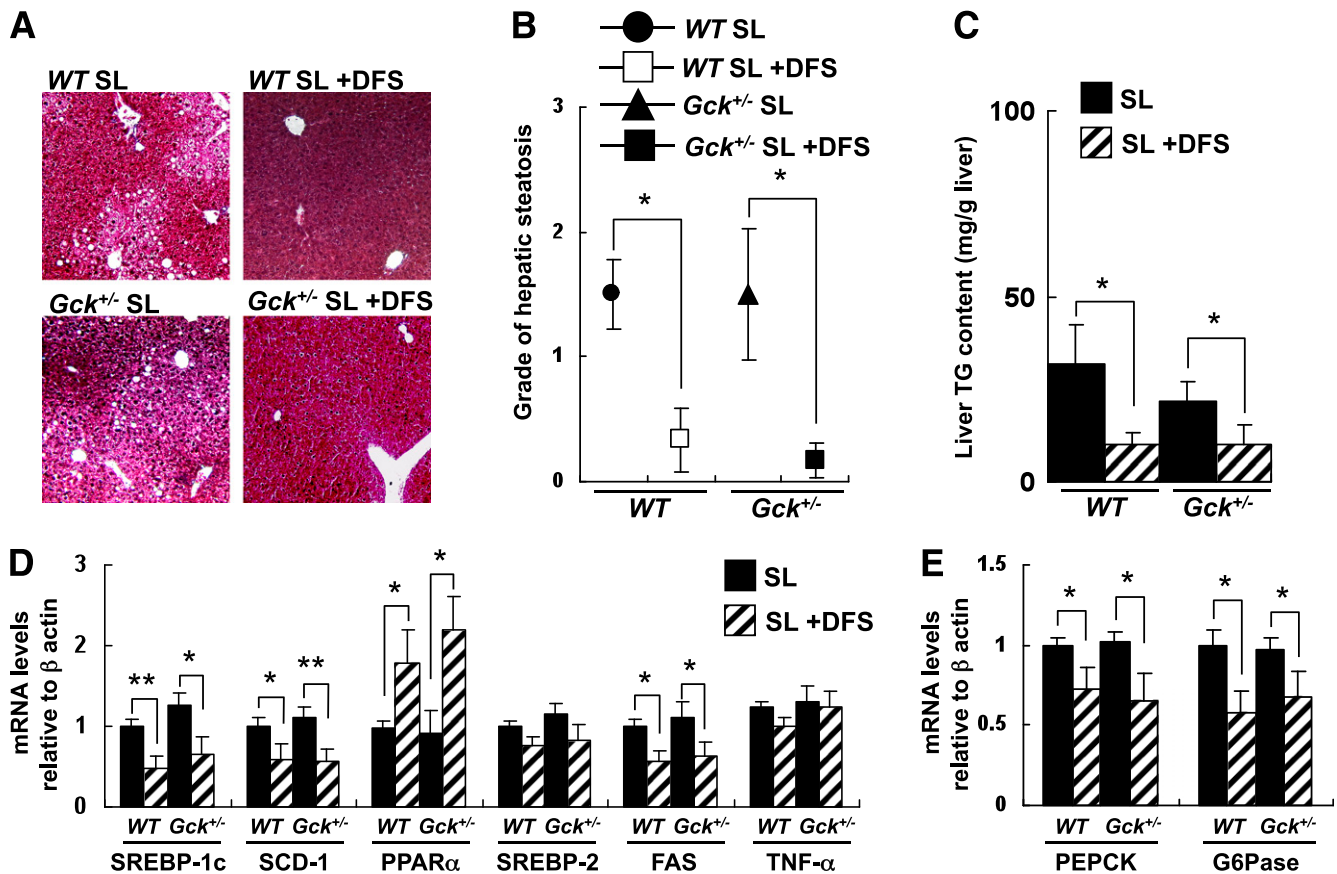 A
WT SL
WT SL +DFS
Gck+/- SL
Gck+/- SL +DFS
B
WT SL
WT SL +DFS
Gck+/- SL
Gck+/- SL +DFS
Grade of hepatic steatosis
3
2
1
0
*
*
WT
Gck+/-
C
SL
SL +DFS
Liver TG content (mg/g liver)
100
50
0
*
*
WT
Gck+/-
D
SL
SL +DFS
mRNA levels
relative to β actin
3
2
1
0
** * * ** * * * *
WT Gck+/- WT Gck+/- WT Gck+/- WT Gck+/- WT Gck+/- WT Gck+/-
SREBP-1c SCD-1 PPARα SREBP-2 FAS TNF-α
E
mRNA levels
relative to β actin
1.5
1
0.5
0
* * * *
WT Gck+/- WT Gck+/-
PEPCK G6Pase